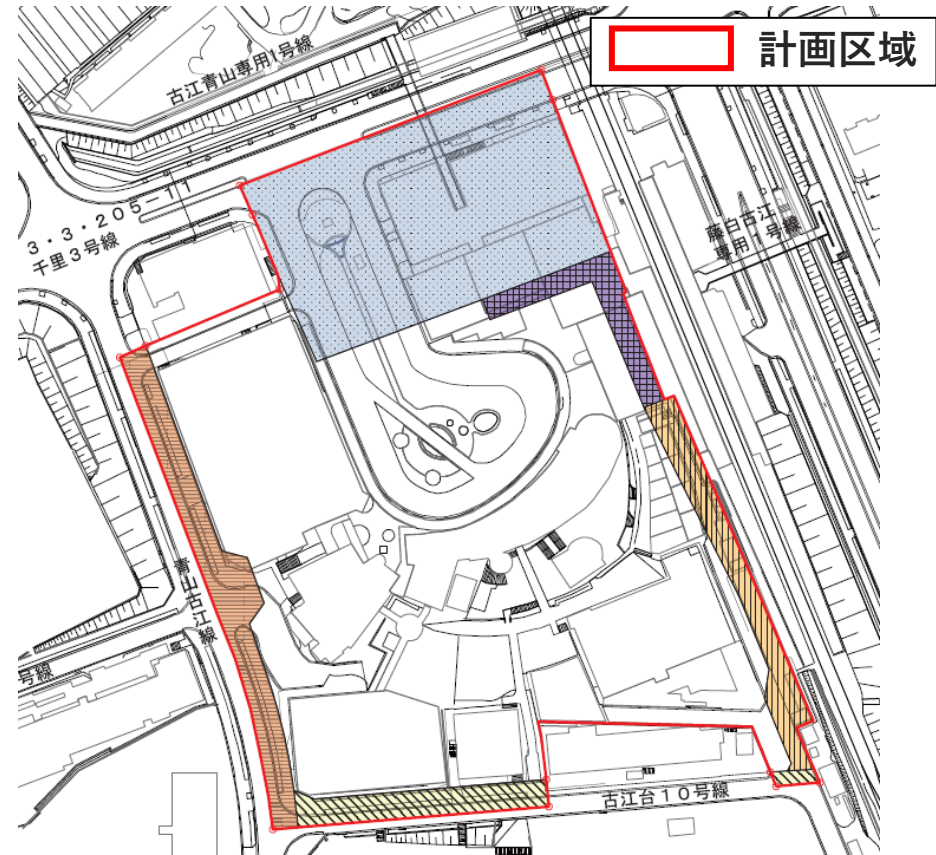 計画区域
古江青山専用1号線
3・3・205-11
千里3号線
藤白古江
専用1号線
青山古江線
号線
古江台10号線